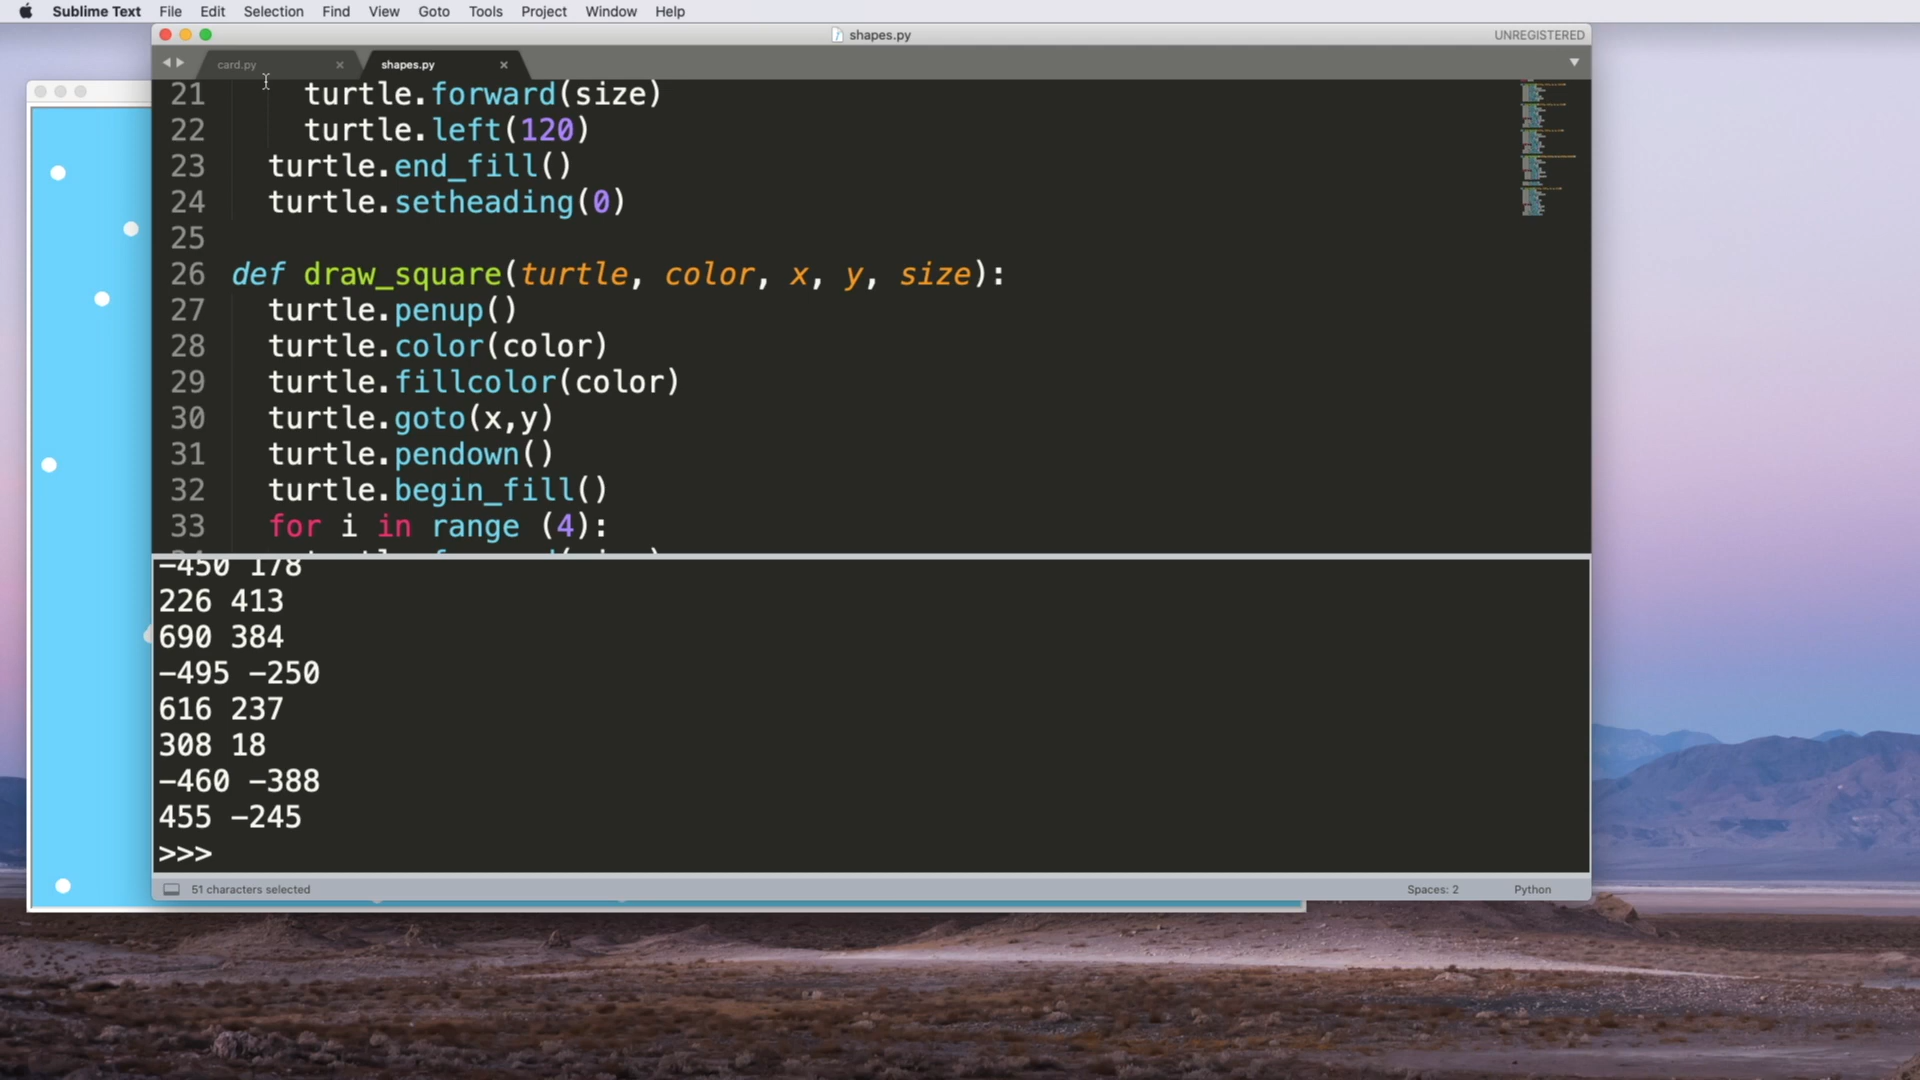 Sublime Text File Edit Selection Find View Goto Tools Project Window Help
shapes.py UNREGISTERED
card.py × shapes.py ×
21 turtle.forward(size)
22 turtle.left(120)
23 turtle.end_fill()
24 turtle.setheading(0)
25
26 def draw_square(turtle, color, x, y, size):
27 turtle.penup()
28 turtle.color(color)
29 turtle.fillcolor(color)
30 turtle.goto(x,y)
31 turtle.pendown()
32 turtle.begin_fill()
33 for i in range (4):
-450 178
226 413
690 384
-495 -250
616 237
308 18
-460 -388
455 -245
>>>
51 characters selected Spaces: 2 Python